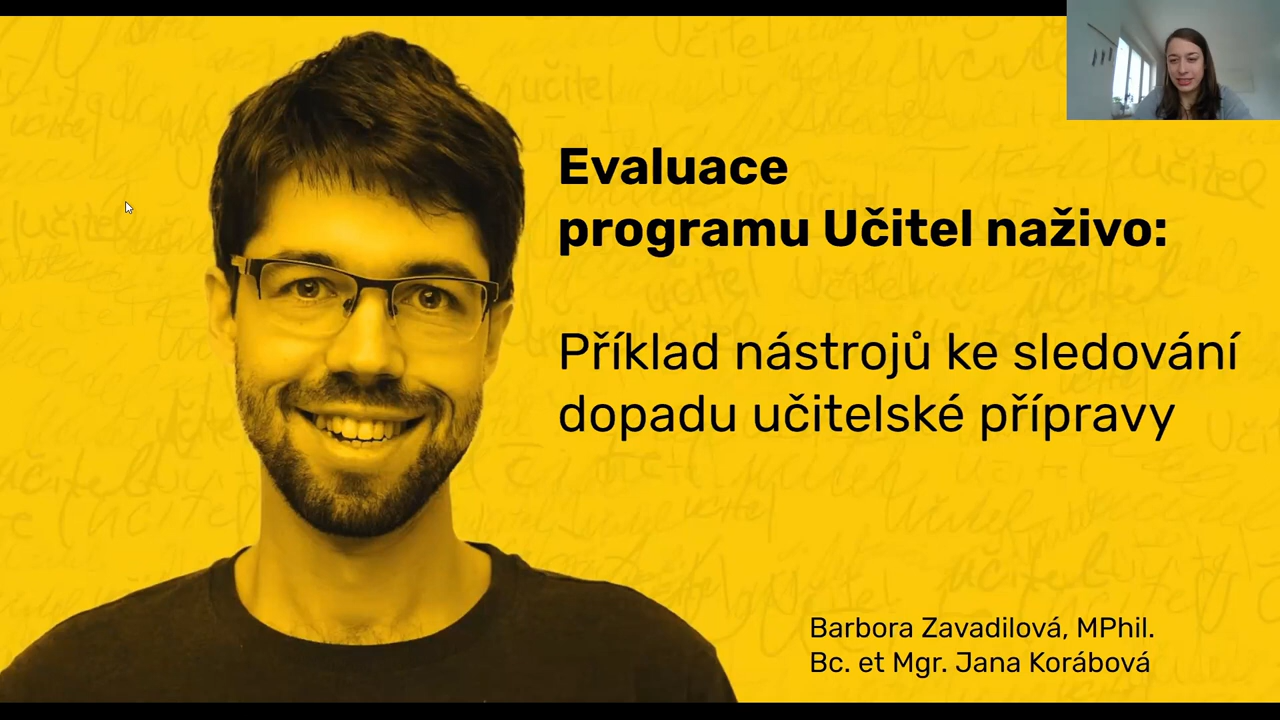 Evaluace
programu Učitel naživo:
Příklad nástrojů ke sledování
dopadu učitelské přípravy
Barbora Zavadilová, MPhil.
Bc. et Mgr. Jana Korábová